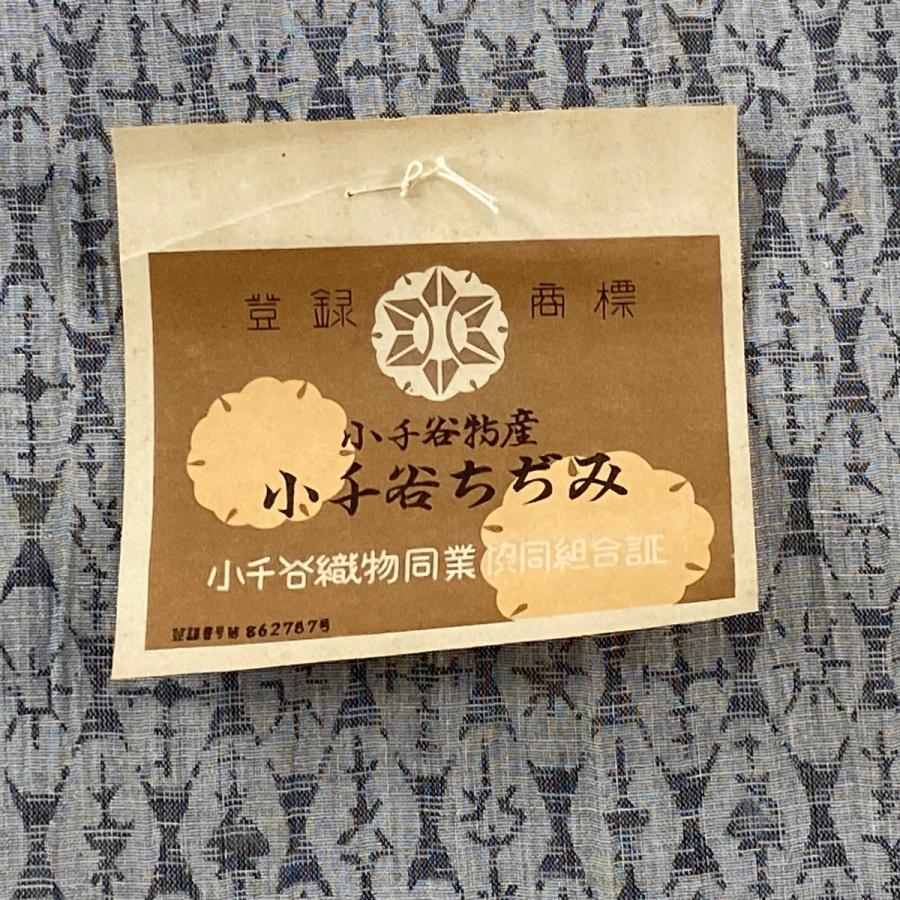 登録 商標
小千谷物産
小千谷ちぢみ
小千谷織物同業協同組合証
登録番号第862787号